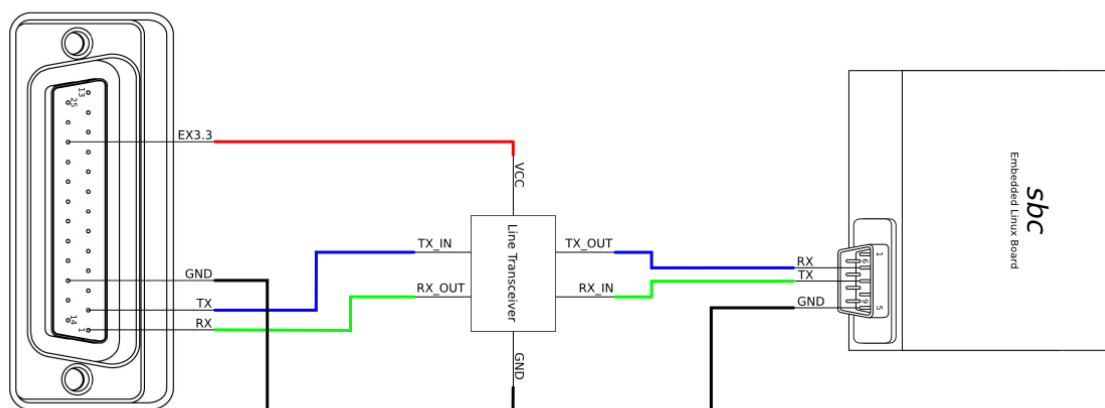 13
25
14
1
EX3.3
GND
TX
RX
VCC
TX_IN
RX_OUT
Line Transceiver
TX_OUT
RX_IN
GND
RX
TX
GND
1
6
9
5
sbc
Embedded Linux Board